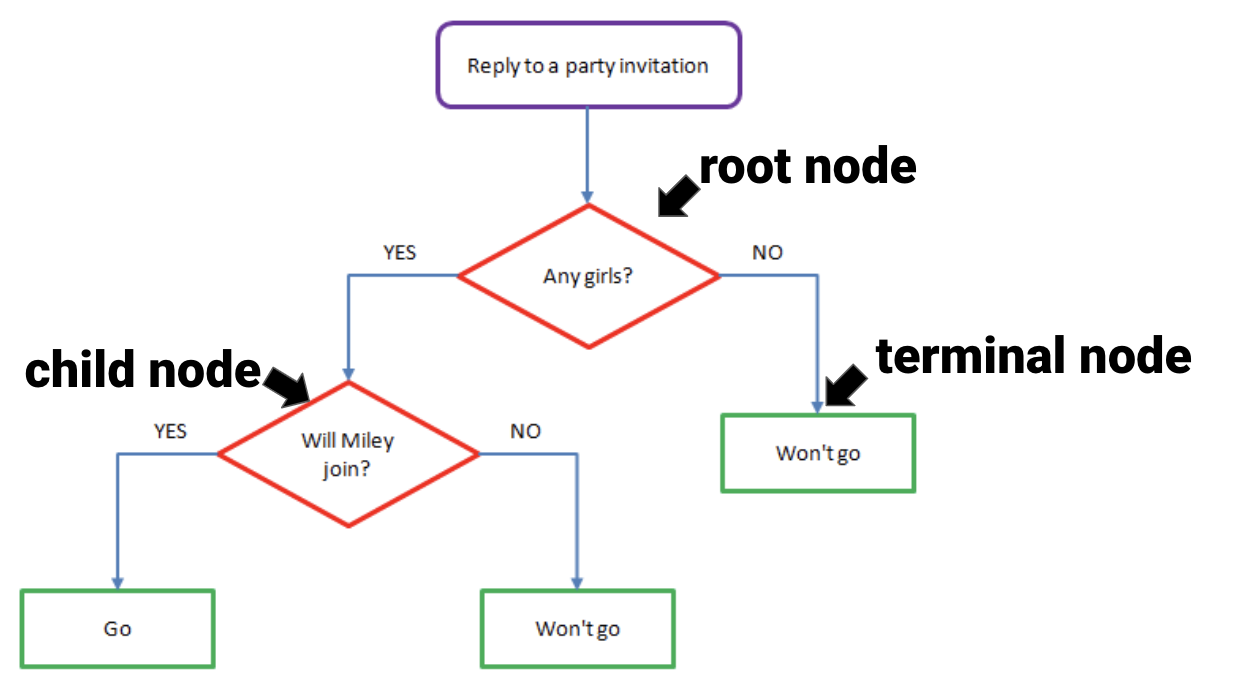 Reply to a party invitation
root node
YES
NO
Any girls?
child node
terminal node
YES
NO
Will Miley
join?
Won't go
Go
Won't go